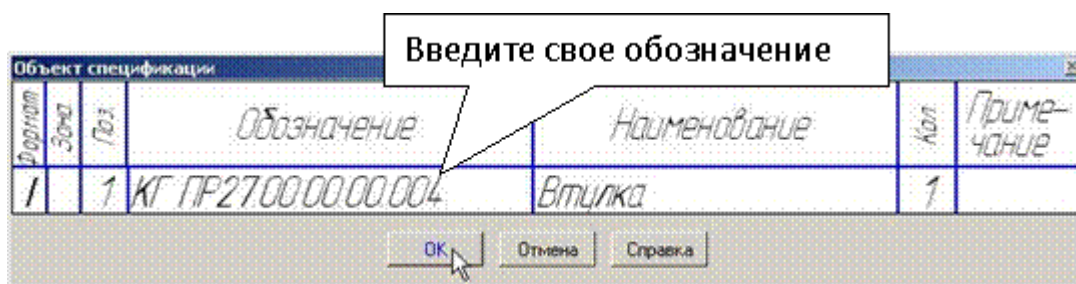 Введите свое обозначение
Объект спецификации
Формат Зона Поз. Обозначение Наименование Кол. Приме-
чание
1 КГ ПР27.00.00.00.004 Втулка 1
OK Отмена Справка